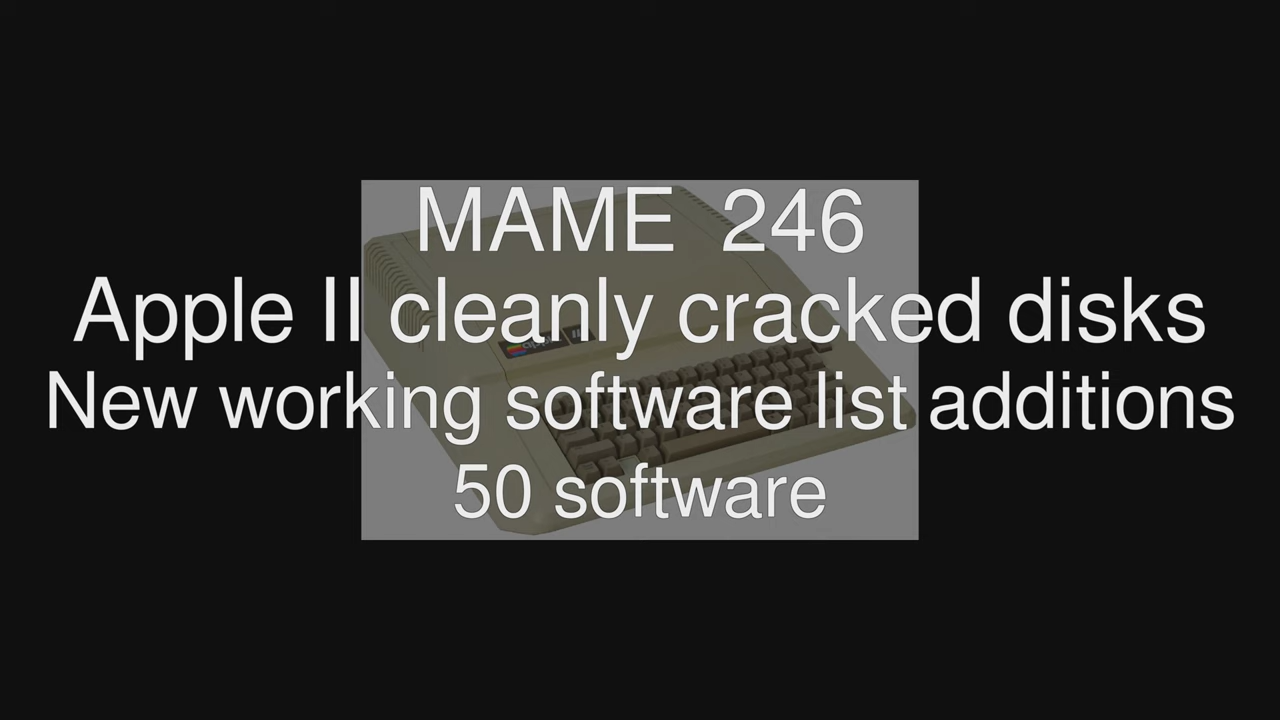 MAME 246
Apple II cleanly cracked disks
New working software list additions
50 software